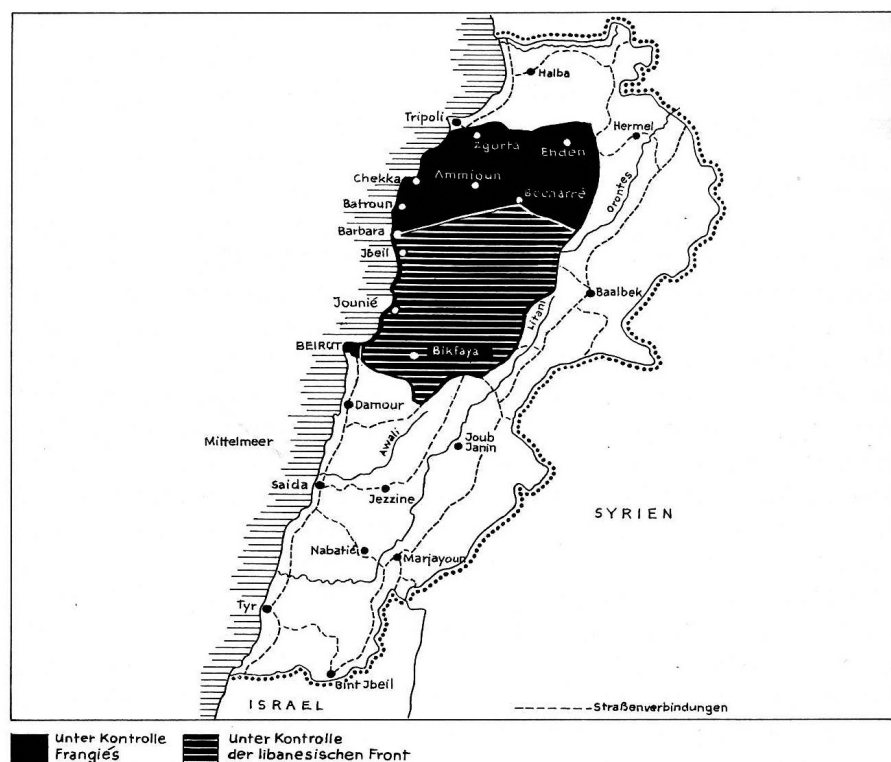 Halba
Tripoli
Zgorta
Ehden
Hermel
Chekka
Ammioun
Orontes
Batroun
Becharré
Barbara
Jbeil
Baalbek
Jounié
Litani
BEIRUT
Bikfaya
Damour
Mittelmeer
Awali
Joub
Janin
Saida
Jezzine
SYRIEN
Nabatié
Marjayoun
Tyr
Bint Jbeil
ISRAEL
Straßenverbindungen
unter Kontrolle
Frangiés
unter Kontrolle
der libanesischen Front